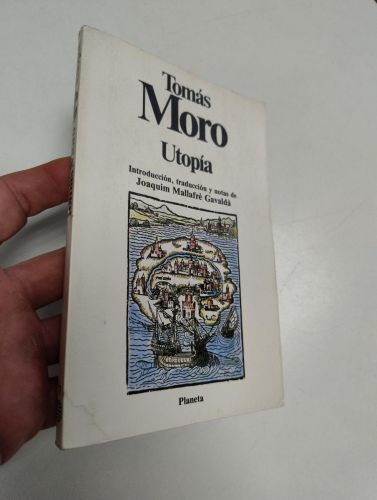 Tomás
Moro
Utopía
Introducción, traducción y notas de
Joaquim Mallafrè Gavaldà
Planeta